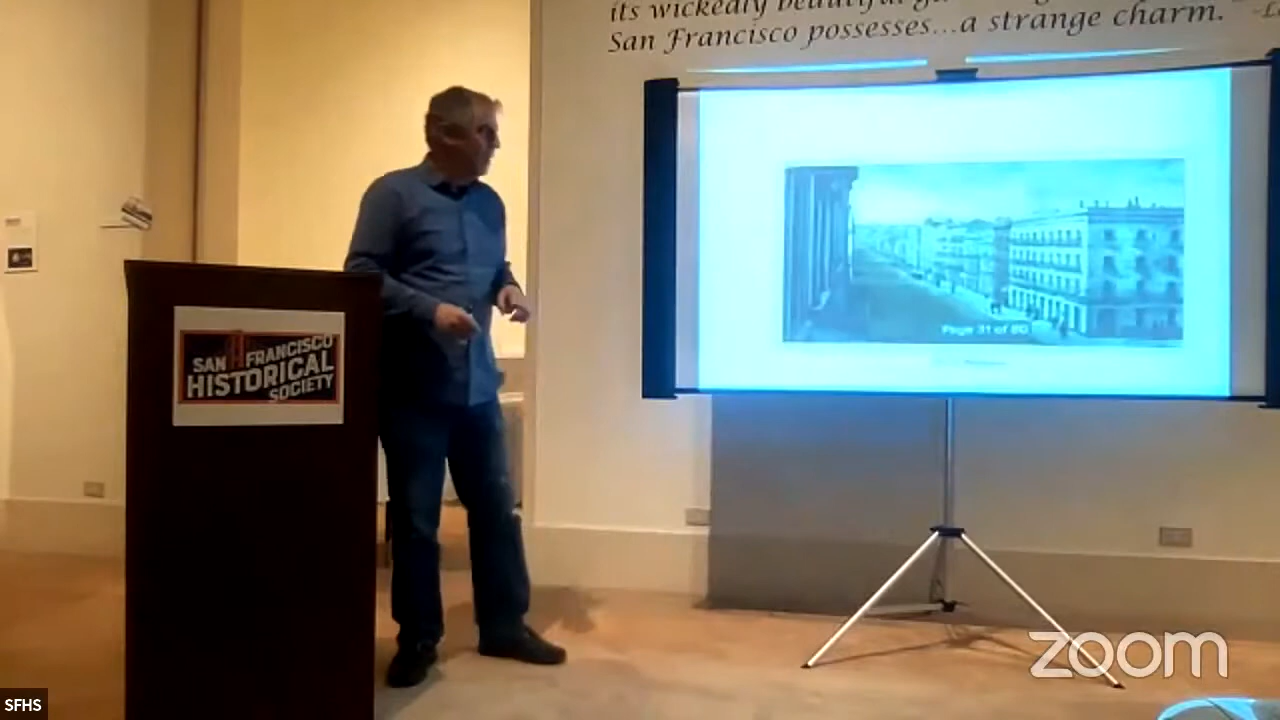 its wickedly beautiful
San Francisco possesses...a strange charm.
SAN FRANCISCO
HISTORICAL
SOCIETY
Page 31 of 80
zoom
SFHS